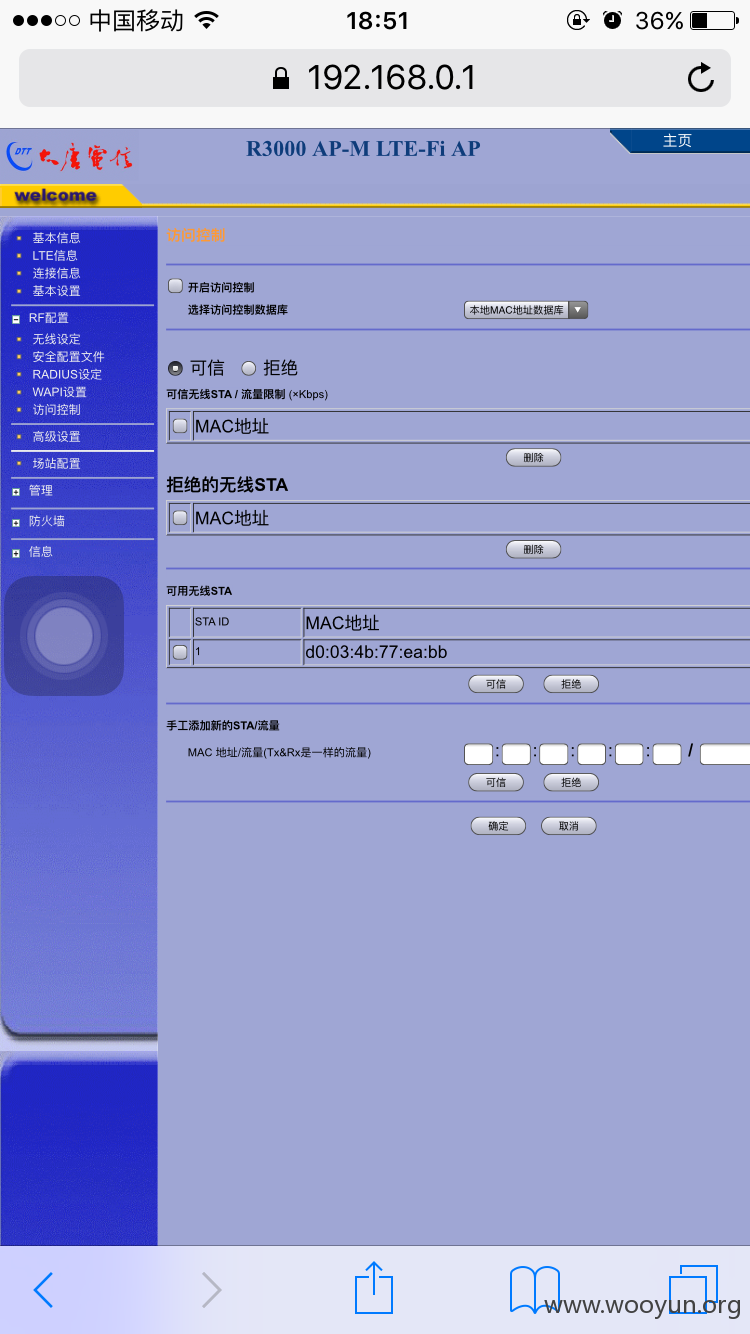 中国移动 18:51 36%
192.168.0.1
DTT 大唐電信
R3000 AP-M LTE-Fi AP
主页
welcome
基本信息
LTE信息
连接信息
基本设置
RF配置
无线设定
安全配置文件
RADIUS设定
WAPI设置
访问控制
高级设置
场站配置
管理
防火墙
信息
访问控制
开启访问控制
选择访问控制数据库 本地MAC地址数据库
可信 拒绝
可信无线STA / 流量限制 (×Kbps)
MAC地址
删除
拒绝的无线STA
MAC地址
删除
可用无线STA
STA ID MAC地址
1 d0:03:4b:77:ea:bb
可信 拒绝
手工添加新的STA/流量
MAC 地址/流量(Tx&Rx是一样的流量) : : : : : /
可信 拒绝
确定 取消
www.wooyun.org